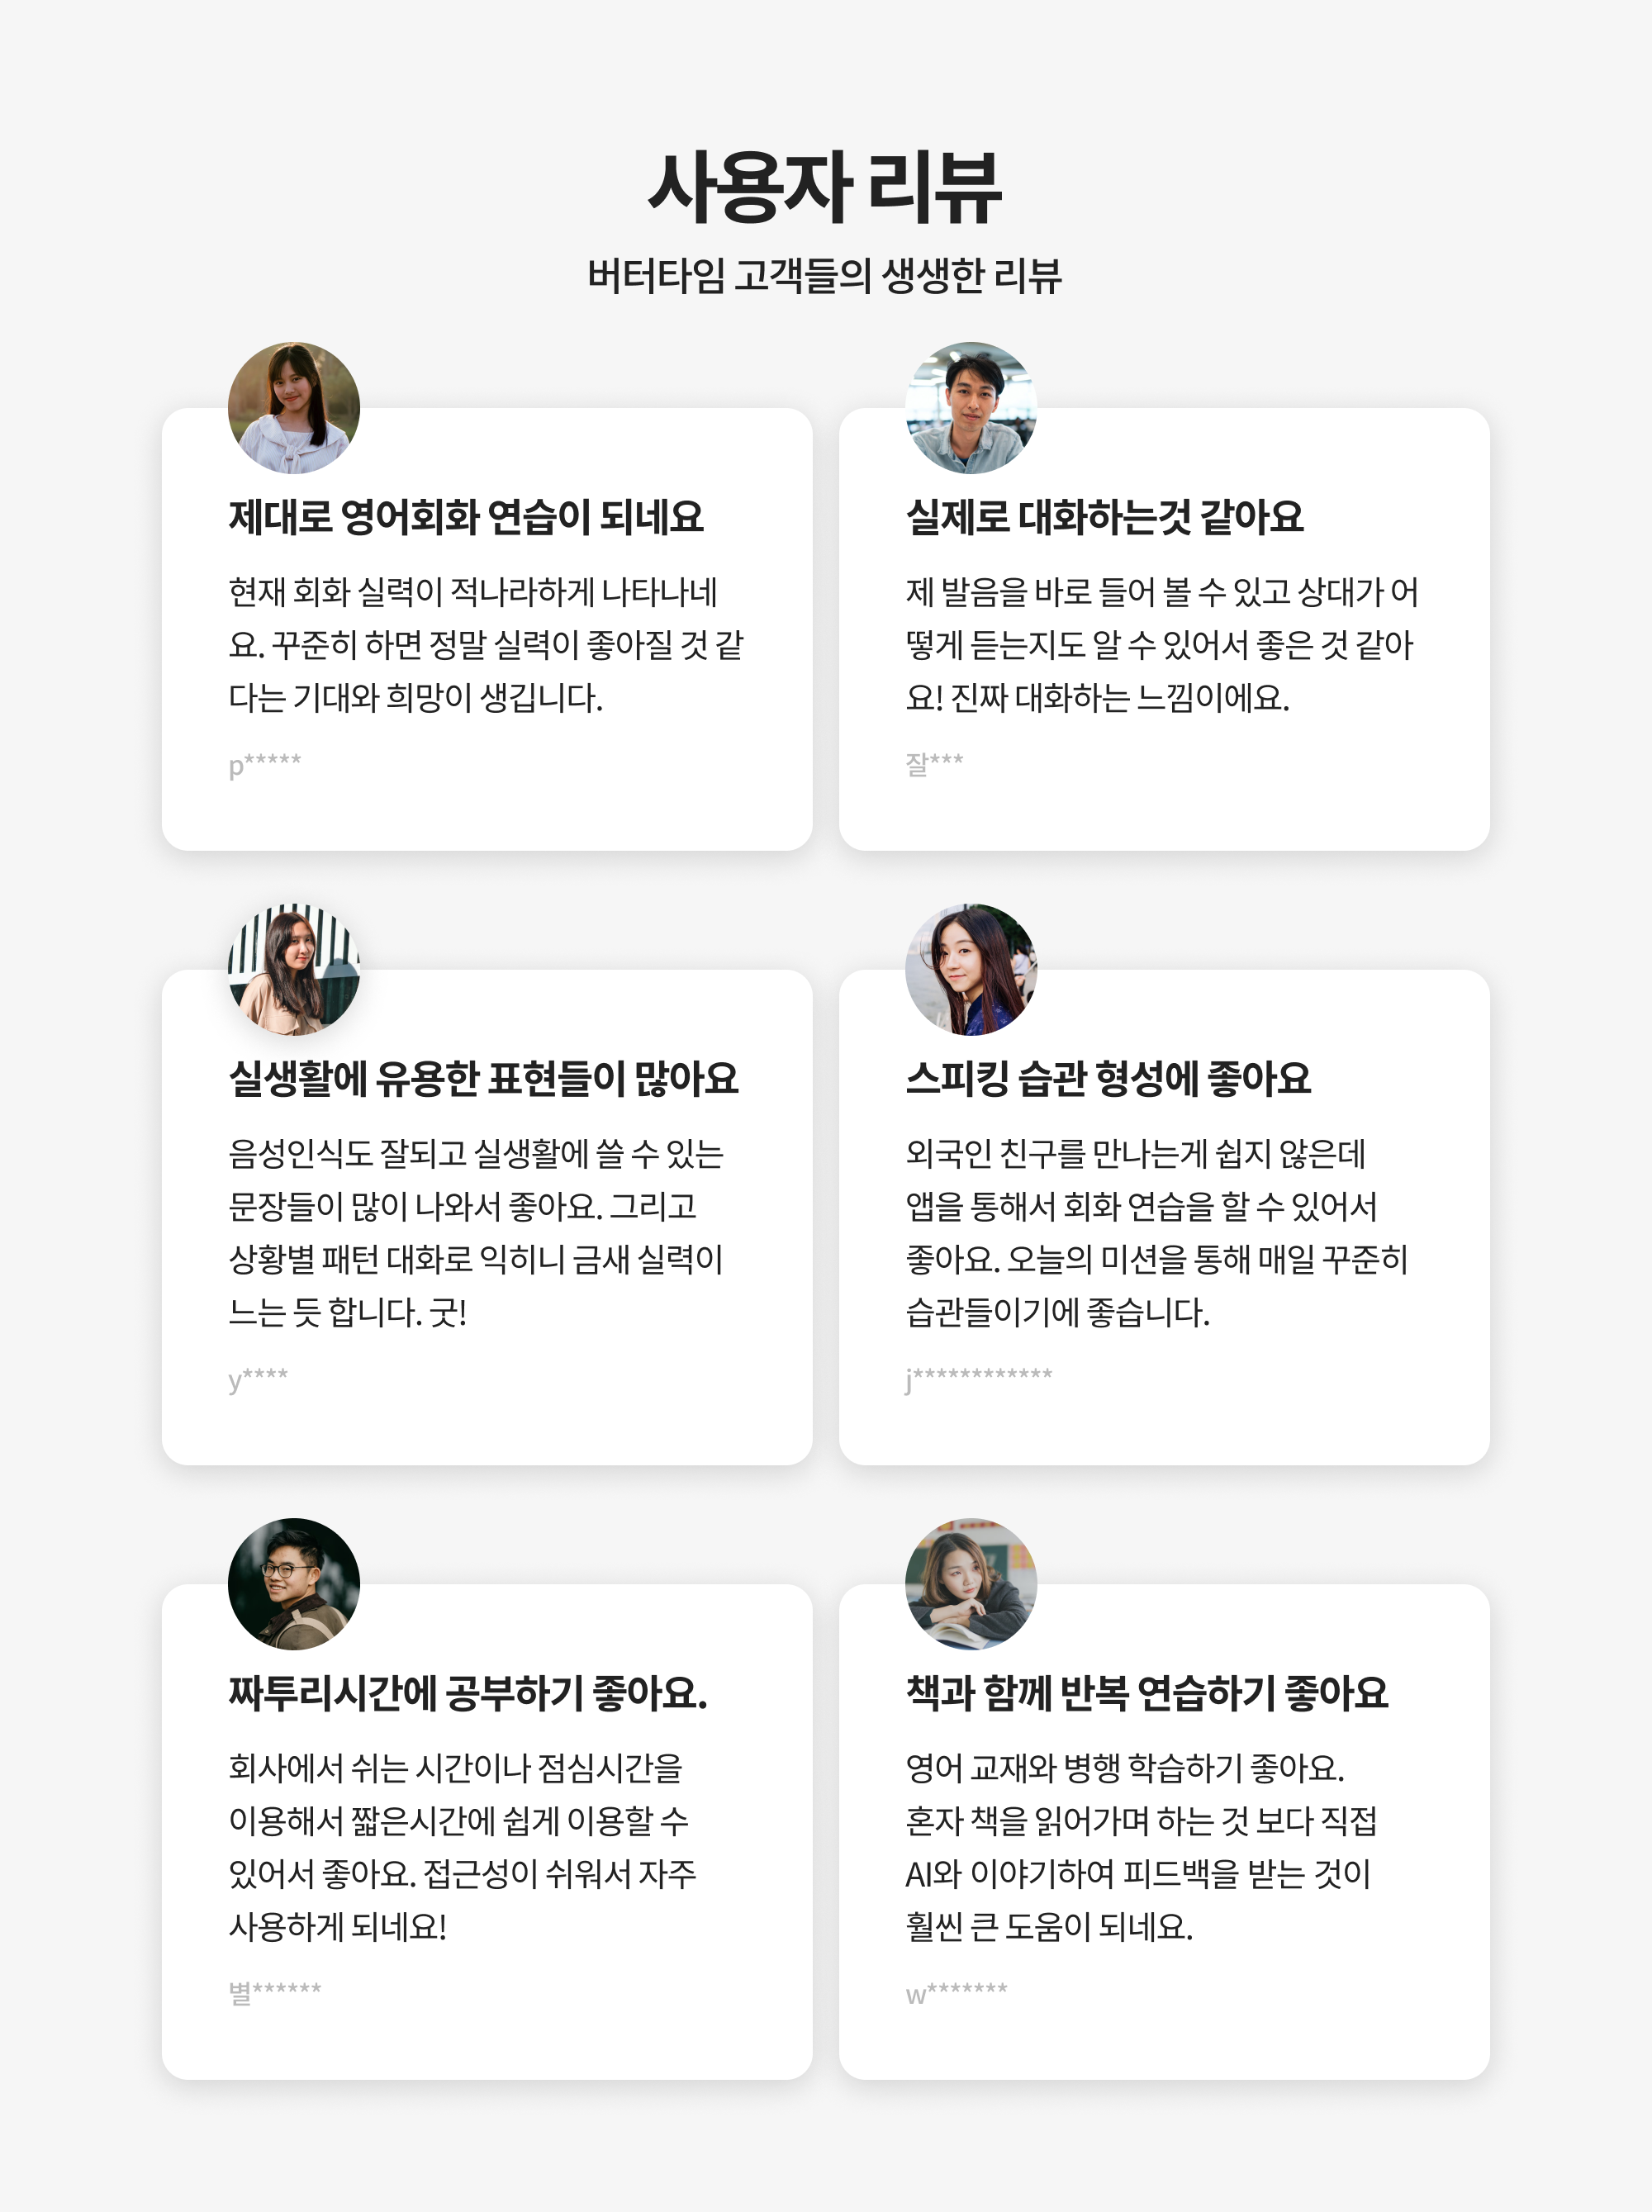 사용자 리뷰
버터타임 고객들의 생생한 리뷰
제대로 영어회화 연습이 되네요
현재 회화 실력이 적나라하게 나타나네
요. 꾸준히 하면 정말 실력이 좋아질 것 같
다는 기대와 희망이 생깁니다.
p*****
실제로 대화하는것 같아요
제 발음을 바로 들어 볼 수 있고 상대가 어
떻게 듣는지도 알 수 있어서 좋은 것 같아
요! 진짜 대화하는 느낌이에요.
잘***
실생활에 유용한 표현들이 많아요
음성인식도 잘되고 실생활에 쓸 수 있는
문장들이 많이 나와서 좋아요. 그리고
상황별 패턴 대화로 익히니 금새 실력이
느는 듯 합니다. 굿!
y****
스피킹 습관 형성에 좋아요
외국인 친구를 만나는게 쉽지 않은데
앱을 통해서 회화 연습을 할 수 있어서
좋아요. 오늘의 미션을 통해 매일 꾸준히
습관들이기에 좋습니다.
j************
짜투리시간에 공부하기 좋아요.
회사에서 쉬는 시간이나 점심시간을
이용해서 짧은시간에 쉽게 이용할 수
있어서 좋아요. 접근성이 쉬워서 자주
사용하게 되네요!
별******
책과 함께 반복 연습하기 좋아요
영어 교재와 병행 학습하기 좋아요.
혼자 책을 읽어가며 하는 것 보다 직접
AI와 이야기하여 피드백을 받는 것이
훨씬 큰 도움이 되네요.
w*******